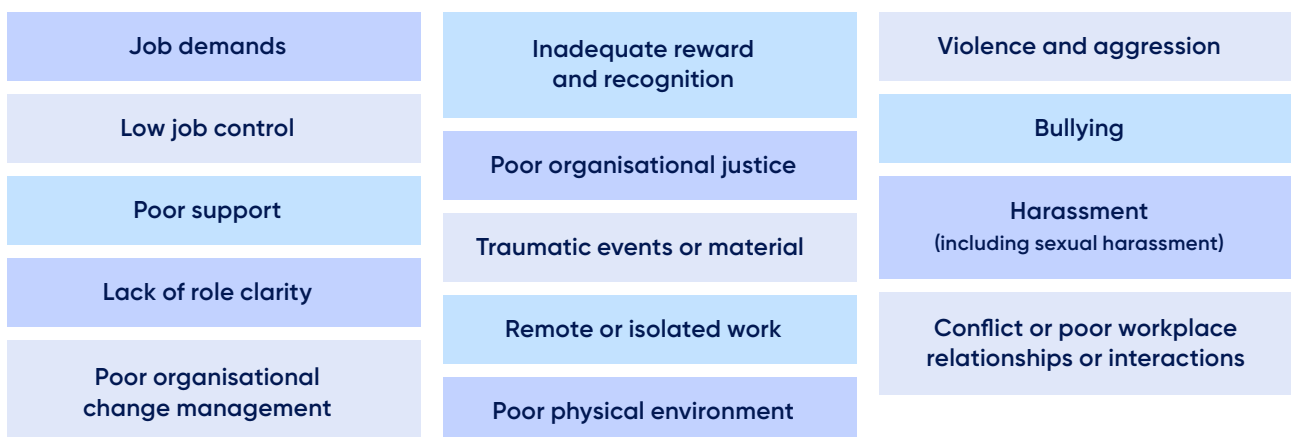 Job demands
Low job control
Poor support
Lack of role clarity
Poor organisational
change management
Inadequate reward
and recognition
Poor organisational justice
Traumatic events or material
Remote or isolated work
Poor physical environment
Violence and aggression
Bullying
Harassment
(including sexual harassment)
Conflict or poor workplace
relationships or interactions